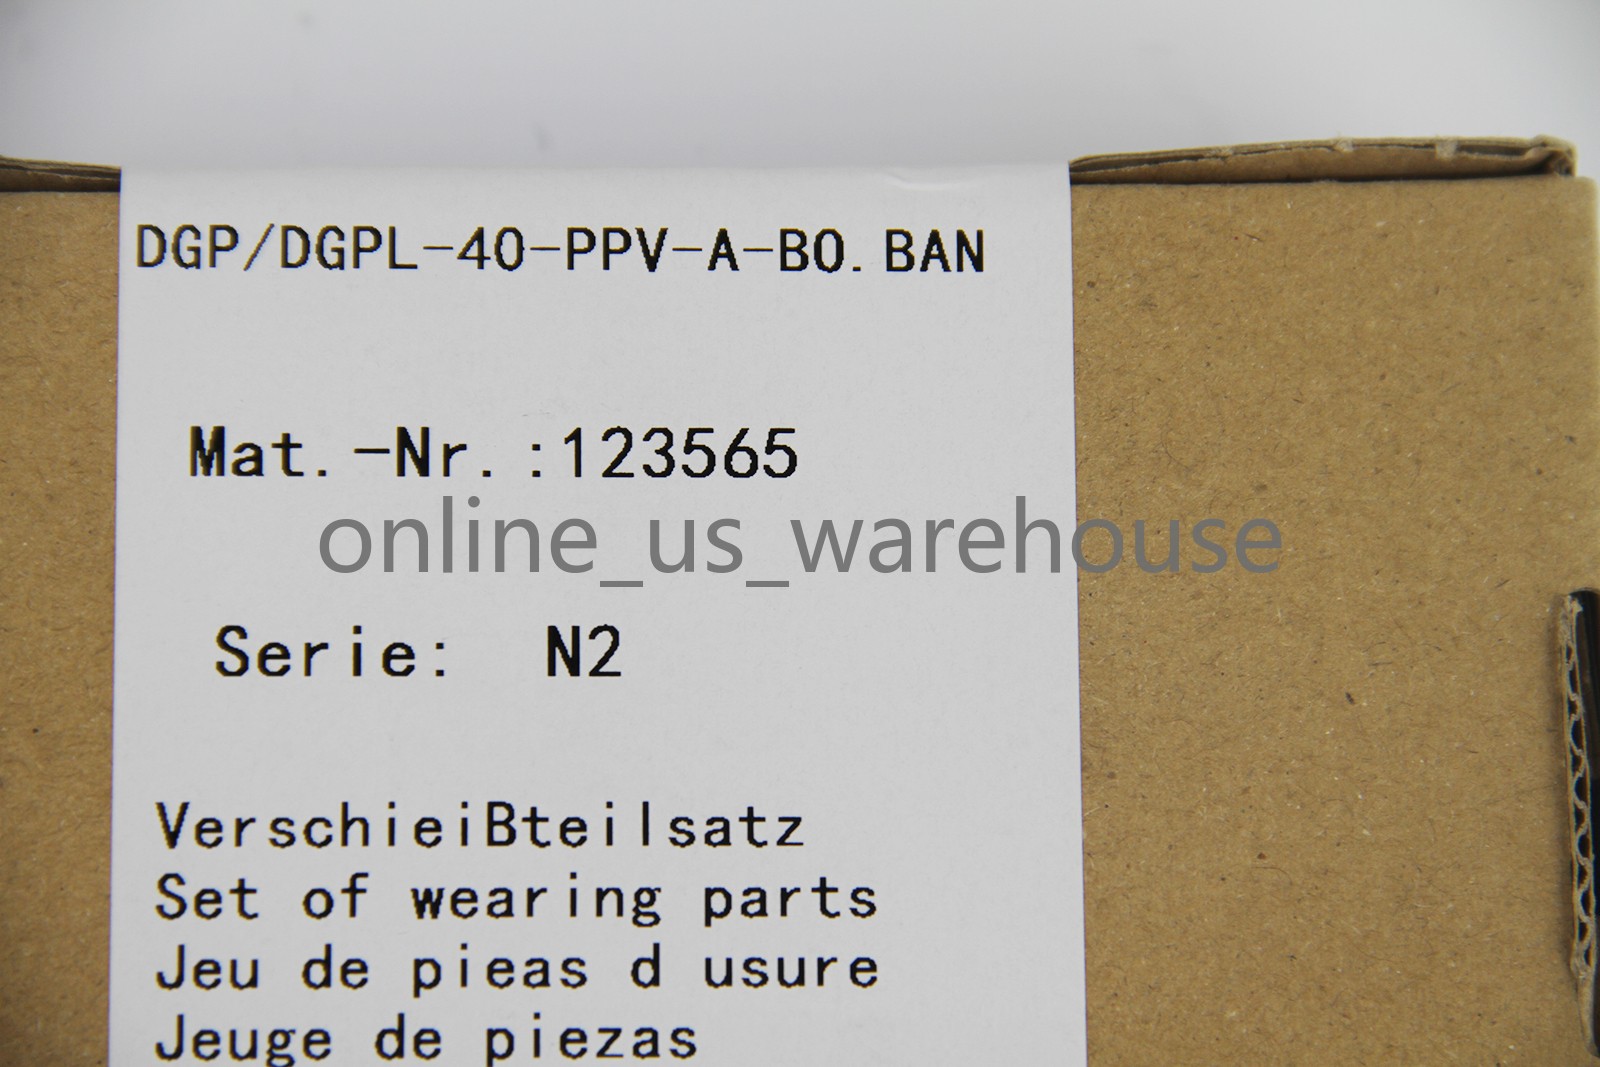 DGP/DGPL-40-PPV-A-B0.BAN
Mat.-Nr.:123565
online_us_warehouse
Serie: N2
VerschieiBteilsatz
Set of wearing parts
Jeu de pieas d usure
Jeuge de piezas